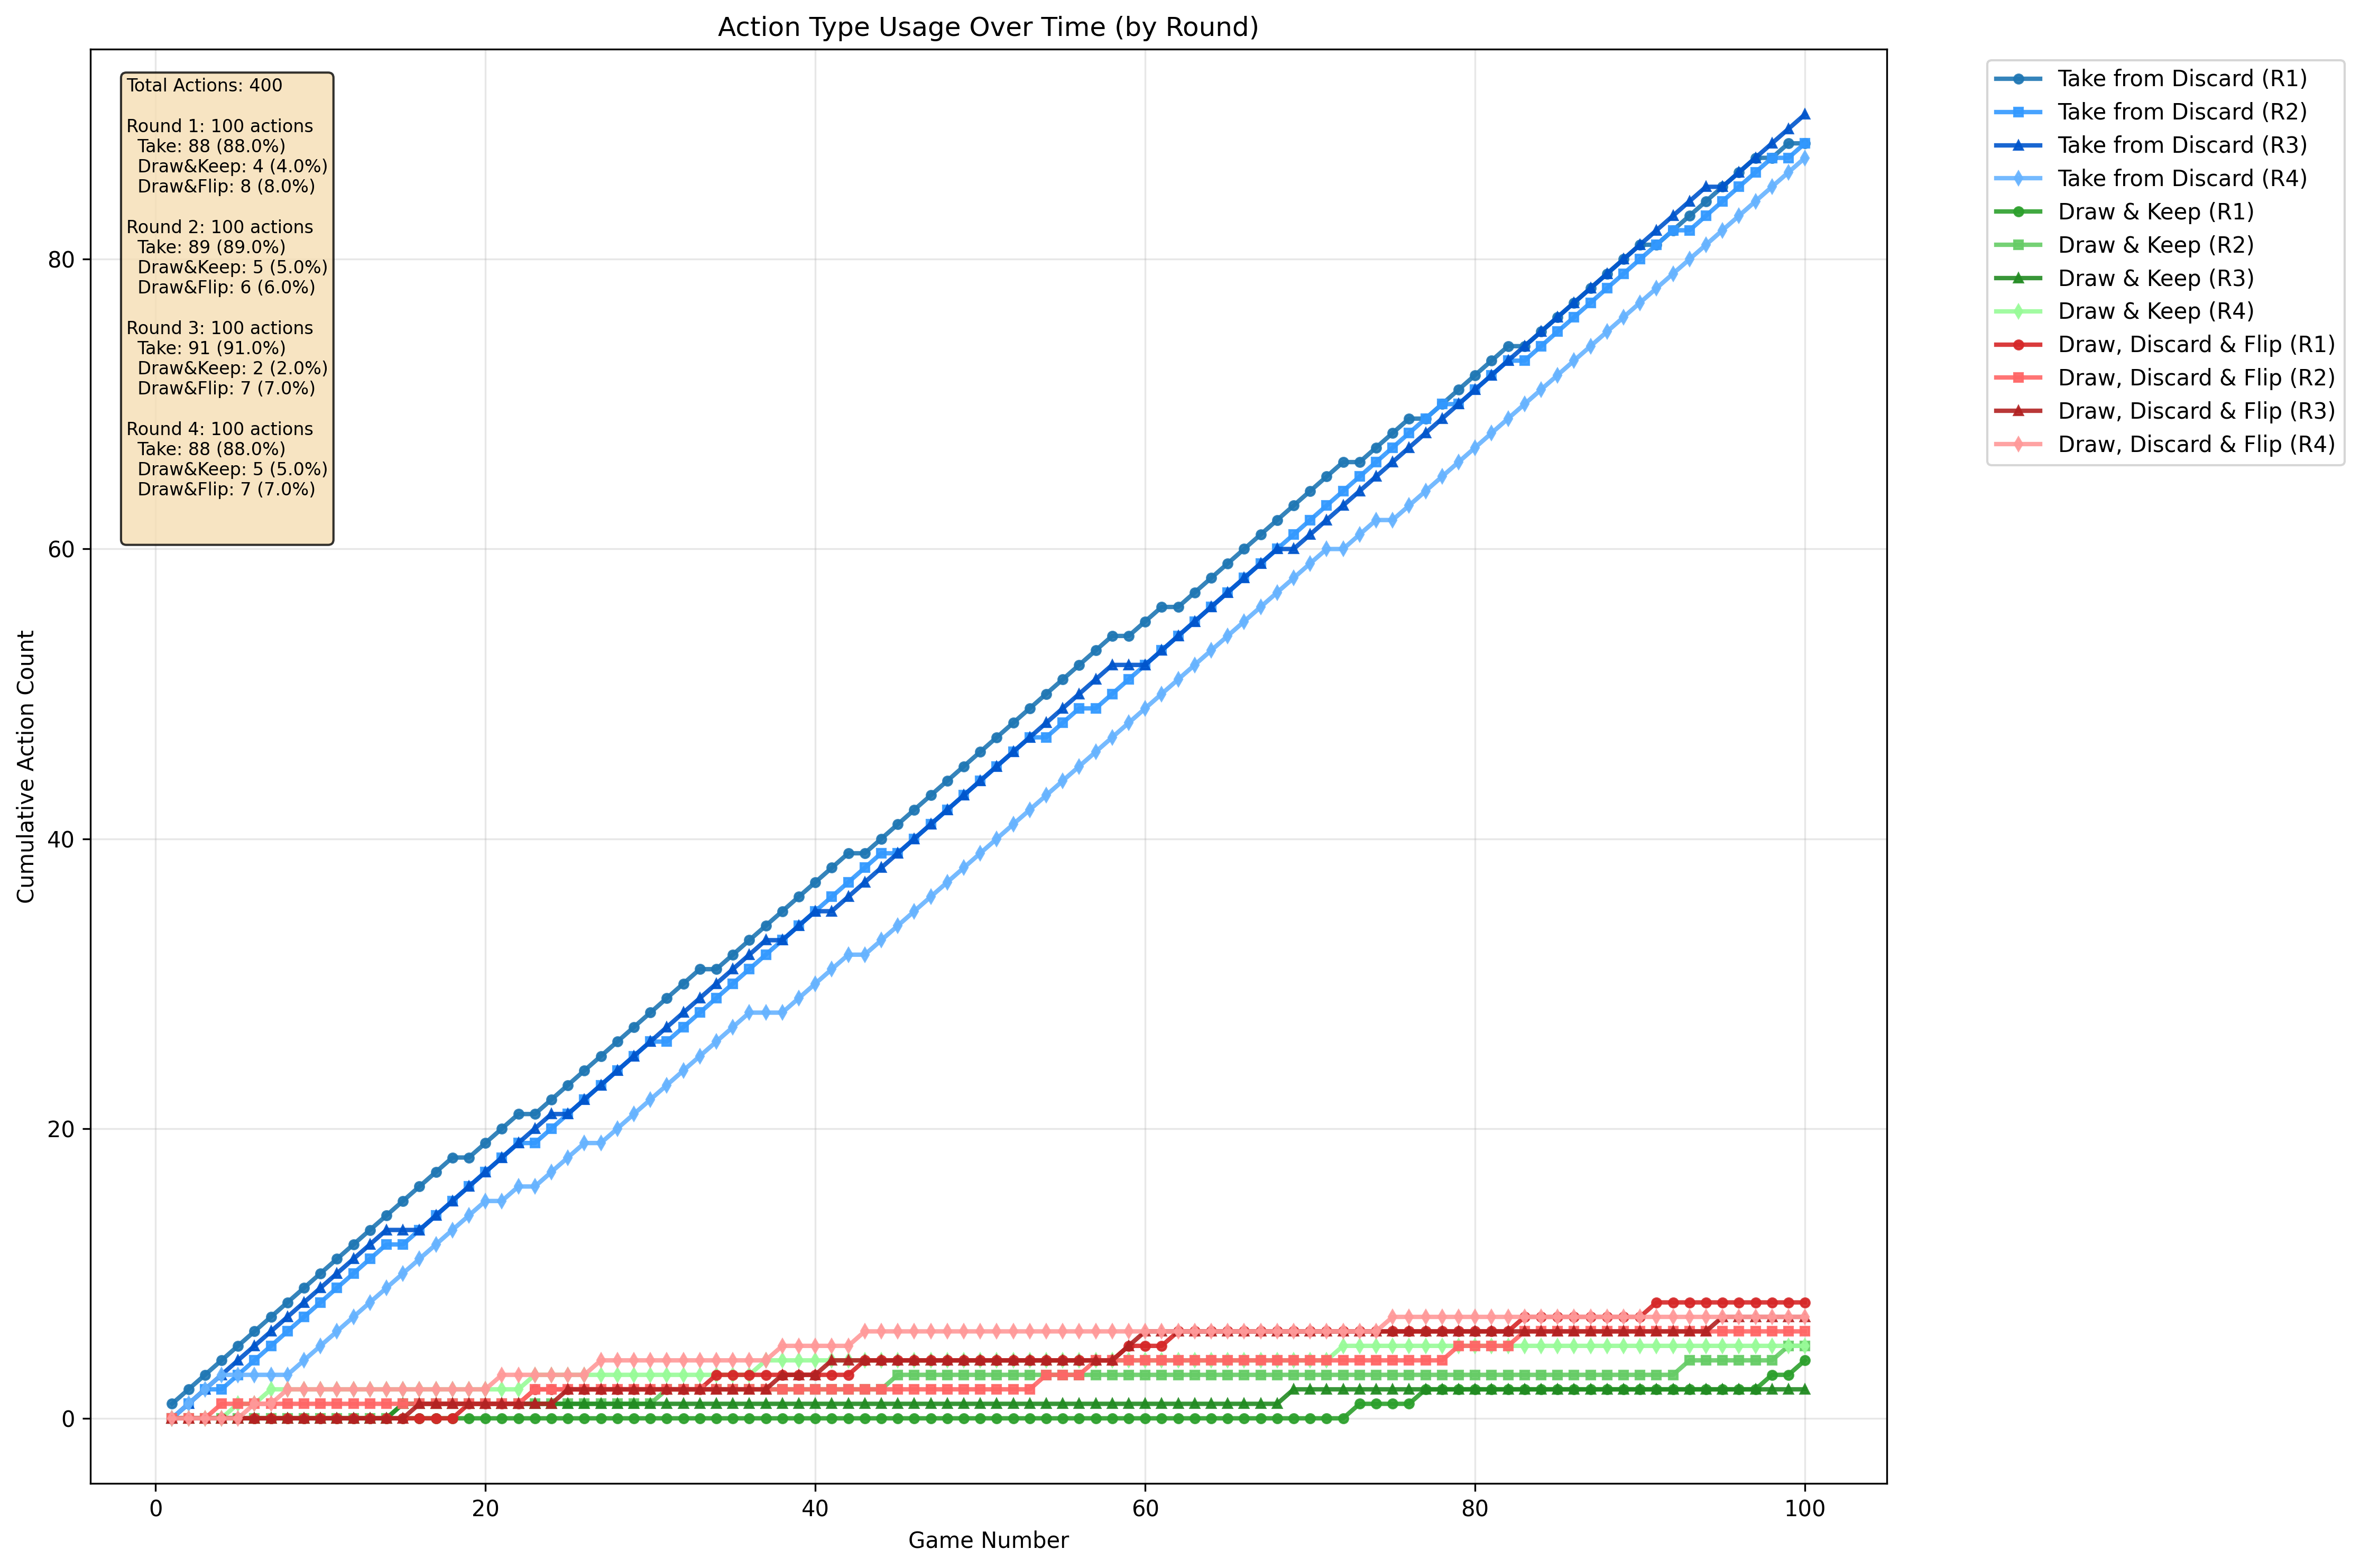 Action Type Usage Over Time (by Round)
Total Actions: 400
Round 1: 100 actions
Take: 88 (88.0%)
Draw&Keep: 4 (4.0%)
Draw&Flip: 8 (8.0%)
Round 2: 100 actions
Take: 89 (89.0%)
Draw&Keep: 5 (5.0%)
Draw&Flip: 6 (6.0%)
Round 3: 100 actions
Take: 91 (91.0%)
Draw&Keep: 2 (2.0%)
Draw&Flip: 7 (7.0%)
Round 4: 100 actions
Take: 88 (88.0%)
Draw&Keep: 5 (5.0%)
Draw&Flip: 7 (7.0%)
Take from Discard (R1)
Take from Discard (R2)
Take from Discard (R3)
Take from Discard (R4)
Draw & Keep (R1)
Draw & Keep (R2)
Draw & Keep (R3)
Draw & Keep (R4)
Draw, Discard & Flip (R1)
Draw, Discard & Flip (R2)
Draw, Discard & Flip (R3)
Draw, Discard & Flip (R4)
Cumulative Action Count
80
60
40
20
0
0 20 40 60 80 100
Game Number